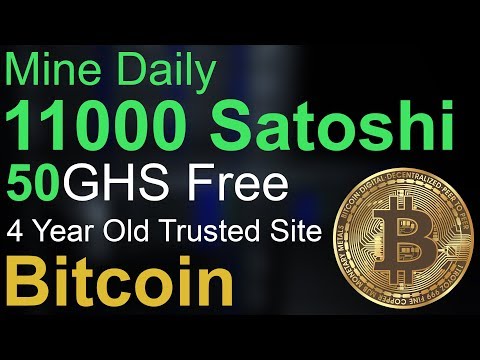 Mine Daily
11000 Satoshi
50GHS Free
4 Year Old Trusted Site
Bitcoin